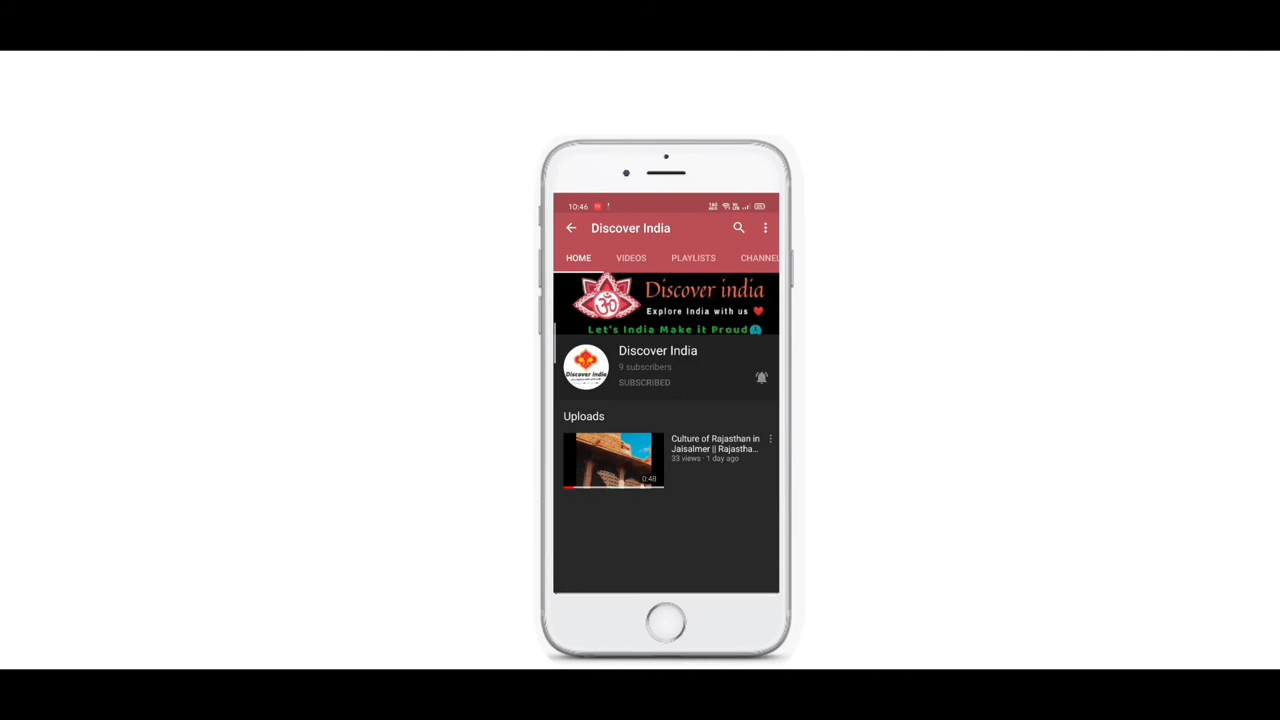 10:46
Discover India
HOME VIDEOS PLAYLISTS CHANNEL
Discover india
Explore India with us ❤️
Let's India Make it Proud
Discover India
Discover india
9 subscribers
SUBSCRIBED
Uploads
Culture of Rajasthan in
Jaisalmer || Rajastha...
33 views · 1 day ago
0:48